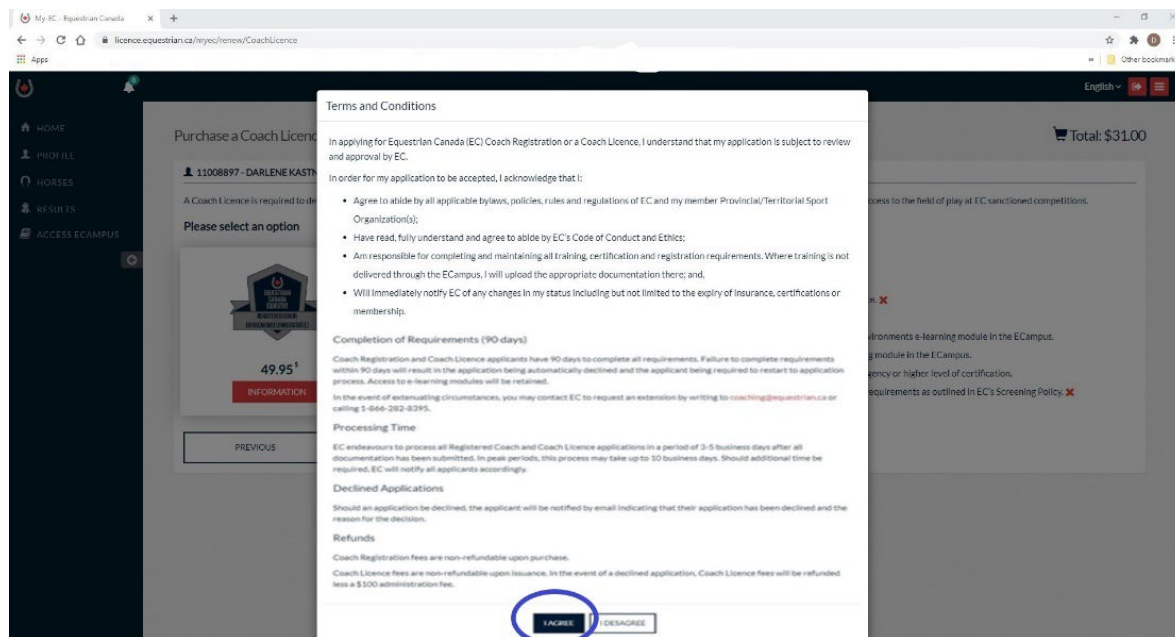 My-EC - Equestrian Canada
licence.equestrian.ca/myec/renew/CoachLicence
D
Apps
Other bookmark
English
HOME
PROFILE
HORSES
RESULTS
ACCESS ECAMPUS
Purchase a Coach Licenc
Total: $31.00
11008897 - DARLENE KASTN
A Coach Licence is required to de
ccess to the field of play at EC sanctioned competitions.
Please select an option
49.95$
INFORMATION
PREVIOUS
vironments e-learning module in the ECampus.
g module in the ECampus.
gency or higher level of certification.
equirements as outlined in EC's Screening Policy.
Terms and Conditions
In applying for Equestrian Canada (EC) Coach Registration or a Coach Licence, I understand that my application is subject to review
and approval by EC.
In order for my application to be accepted, I acknowledge that I:
• Agree to abide by all applicable bylaws, policies, rules and regulations of EC and my member Provincial/Territorial Sport
Organization(s);
• Have read, fully understand and agree to abide by EC's Code of Conduct and Ethics;
• Am responsible for completing and maintaining all training, certification and registration requirements. Where training is not
delivered through the ECampus, I will upload the appropriate documentation there; and,
• Will immediately notify EC of any changes in my status including but not limited to the expiry of insurance, certifications or
membership.
Completion of Requirements (90 days)
Coach Registration and Coach Licence applicants have 90 days to complete all requirements. Failure to complete requirements
within 90 days will result in the application being automatically declined and the applicant being required to restart to application
process. Access to e-learning modules will be retained.
In the event of extenuating circumstances, you may contact EC to request an extension by writing to coaching@equestrian.ca or
calling 1-866-282-8395.
Processing Time
EC endeavours to process all Registered Coach and Coach Licence applications in a period of 3-5 business days after all
documentation has been submitted. In peak periods, this process may take up to 10 business days. Should additional time be
required, EC will notify all applicants accordingly.
Declined Applications
Should an application be declined, the applicant will be notified by email indicating that their application has been declined and the
reason for the decision.
Refunds
Coach Registration fees are non-refundable upon purchase.
Coach Licence fees are non-refundable upon issuance. In the event of a declined application, Coach Licence fees will be refunded
less a $100 administration fee.
I AGREE
I DESAGREE